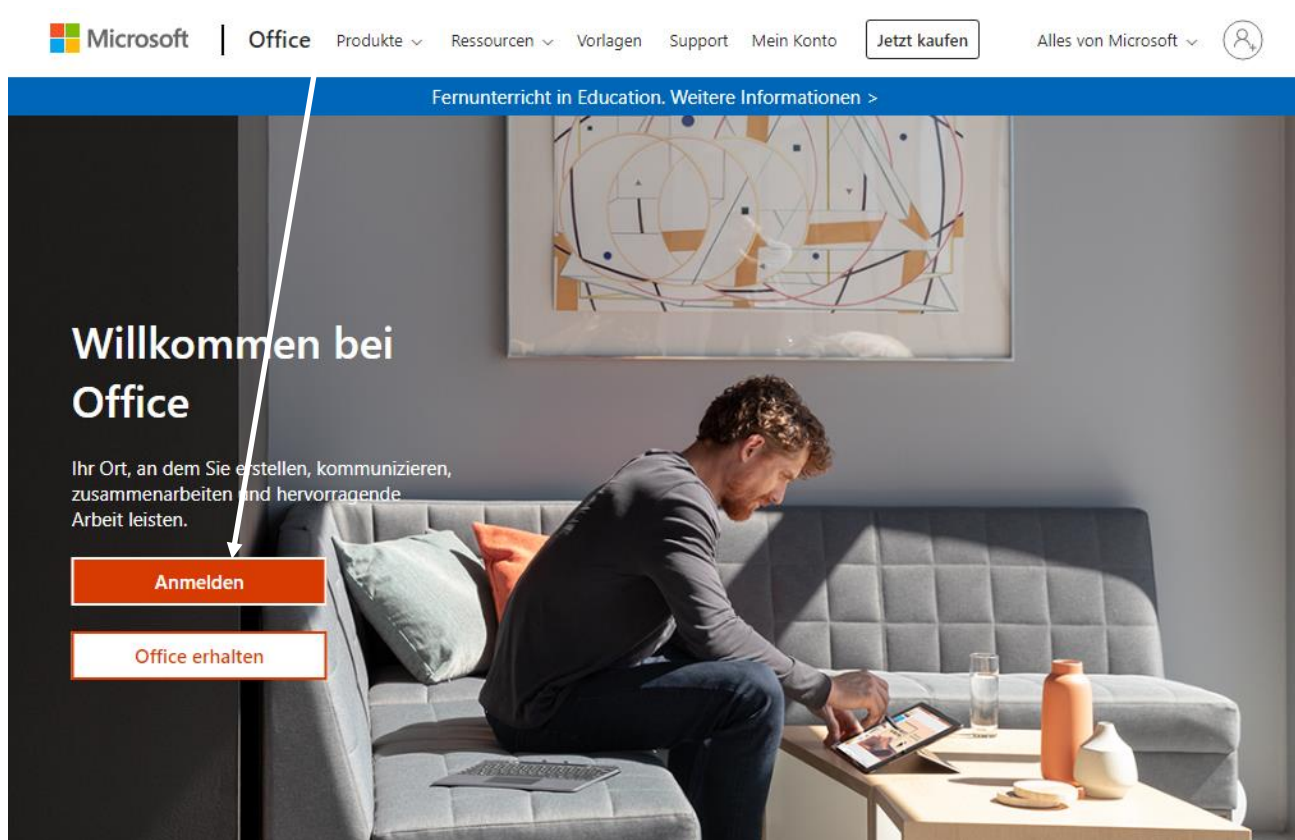 Microsoft Office Produkte Ressourcen Vorlagen Support Mein Konto Jetzt kaufen Alles von Microsoft
Fernunterricht in Education. Weitere Informationen >
Willkommen bei
Office
Ihr Ort, an dem Sie erstellen, kommunizieren,
zusammenarbeiten und hervorragende
Arbeit leisten.
Anmelden
Office erhalten